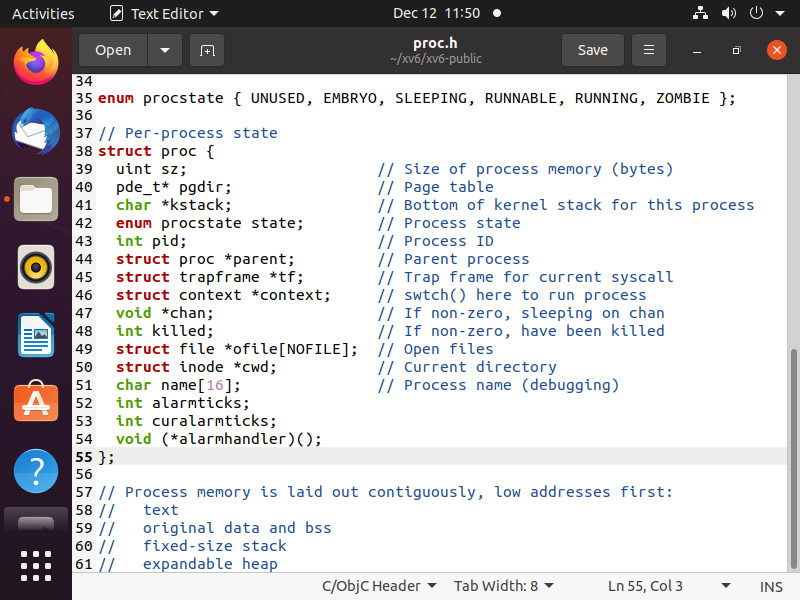 Activities Text Editor Dec 12 11:50
Open proc.h Save
~/xv6/xv6-public
34
35 enum procstate { UNUSED, EMBRYO, SLEEPING, RUNNABLE, RUNNING, ZOMBIE };
36
37 // Per-process state
38 struct proc {
39   uint sz;                     // Size of process memory (bytes)
40   pde_t* pgdir;                // Page table
41   char *kstack;                // Bottom of kernel stack for this process
42   enum procstate state;        // Process state
43   int pid;                     // Process ID
44   struct proc *parent;         // Parent process
45   struct trapframe *tf;        // Trap frame for current syscall
46   struct context *context;     // swtch() here to run process
47   void *chan;                  // If non-zero, sleeping on chan
48   int killed;                  // If non-zero, have been killed
49   struct file *ofile[NOFILE];  // Open files
50   struct inode *cwd;           // Current directory
51   char name[16];               // Process name (debugging)
52   int alarmticks;
53   int curalarmticks;
54   void (*alarmhandler)();
55 };
56
57 // Process memory is laid out contiguously, low addresses first:
58 //   text
59 //   original data and bss
60 //   fixed-size stack
61 //   expandable heap
C/ObjC Header Tab Width: 8 Ln 55, Col 3 INS